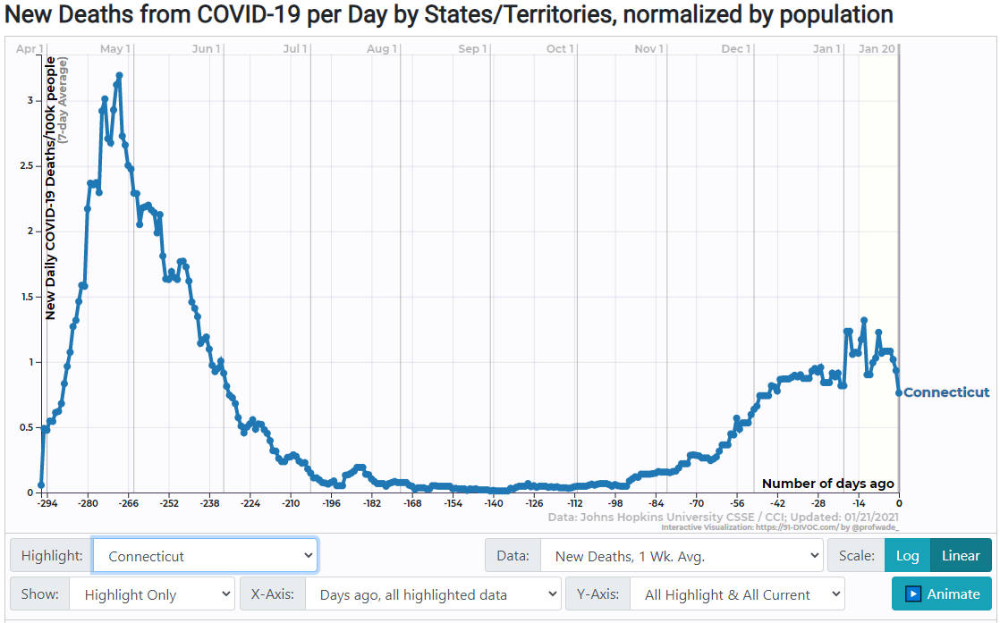 New Deaths from COVID-19 per Day by States/Territories, normalized by population
Apr 1 May 1 Jun 1 Jul 1 Aug 1 Sep 1 Oct 1 Nov 1 Dec 1 Jan 1 Jan 20
New Daily COVID-19 Deaths/100k people
(7-day Average)
3
2.5
2
1.5
1
0.5
0
Connecticut
Number of days ago
-294 -280 -266 -252 -238 -224 -210 -196 -182 -168 -154 -140 -126 -112 -98 -84 -70 -56 -42 -28 -14 0
Data: Johns Hopkins University CSSE / CCI; Updated: 01/21/2021
Interactive Visualization: https://91-DIVOC.com/ by @profwade_
Highlight: Connecticut Data: New Deaths, 1 Wk. Avg. Scale: Log Linear
Show: Highlight Only X-Axis: Days ago, all highlighted data Y-Axis: All Highlight & All Current Animate